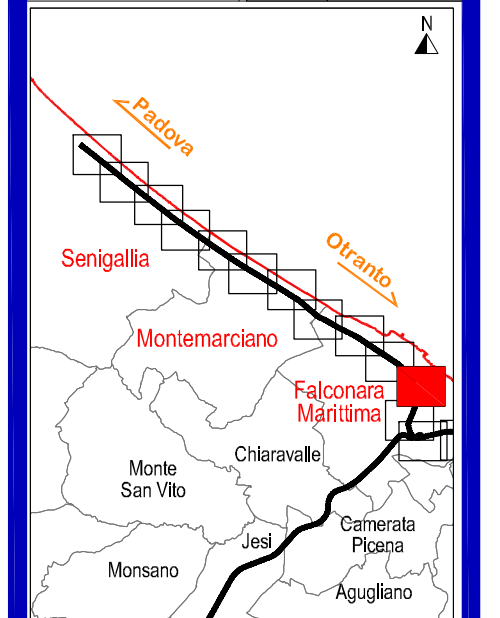 N
Padova
Otranto
Senigallia
Montemarciano
Falconara
Marittima
Chiaravalle
Monte
San Vito
Camerata
Picena
Jesi
Monsano
Agugliano